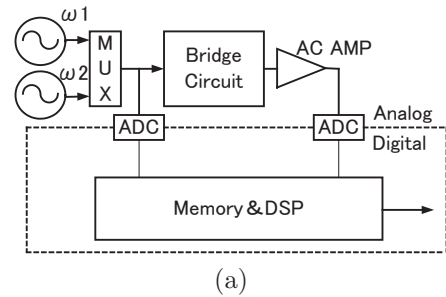 ω1
ω2
M
U
X
Bridge
Circuit
AC AMP
ADC
ADC
Analog
Digital
Memory&DSP
(a)